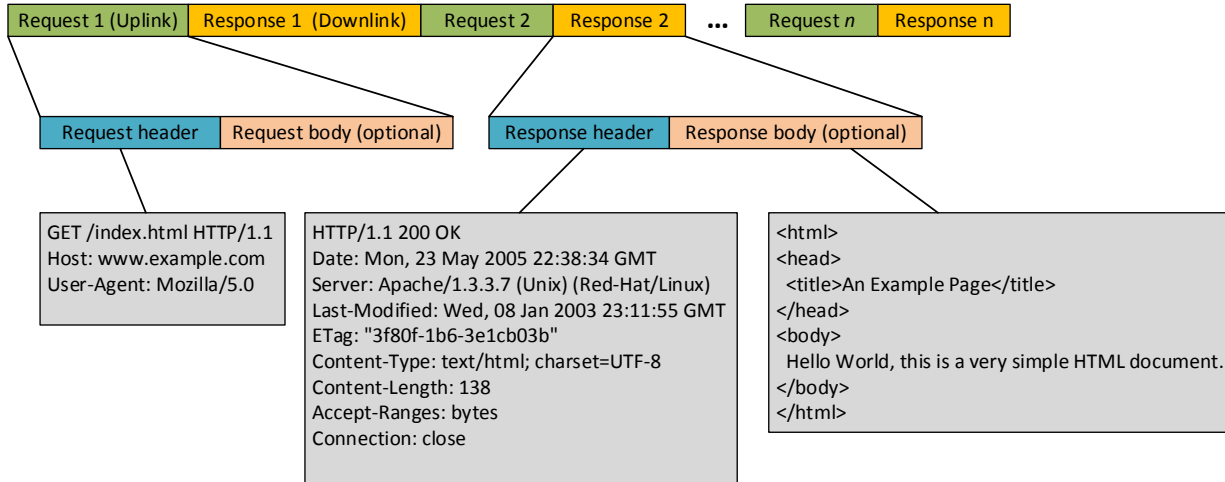 Request 1 (Uplink) Response 1 (Downlink) Request 2 Response 2 ... Request n Response n
Request header Request body (optional) Response header Response body (optional)
GET /index.html HTTP/1.1
Host: www.example.com
User-Agent: Mozilla/5.0
HTTP/1.1 200 OK
Date: Mon, 23 May 2005 22:38:34 GMT
Server: Apache/1.3.3.7 (Unix) (Red-Hat/Linux)
Last-Modified: Wed, 08 Jan 2003 23:11:55 GMT
ETag: "3f80f-1b6-3e1cb03b"
Content-Type: text/html; charset=UTF-8
Content-Length: 138
Accept-Ranges: bytes
Connection: close
<html>
<head>
<title>An Example Page</title>
</head>
<body>
Hello World, this is a very simple HTML document.
</body>
</html>